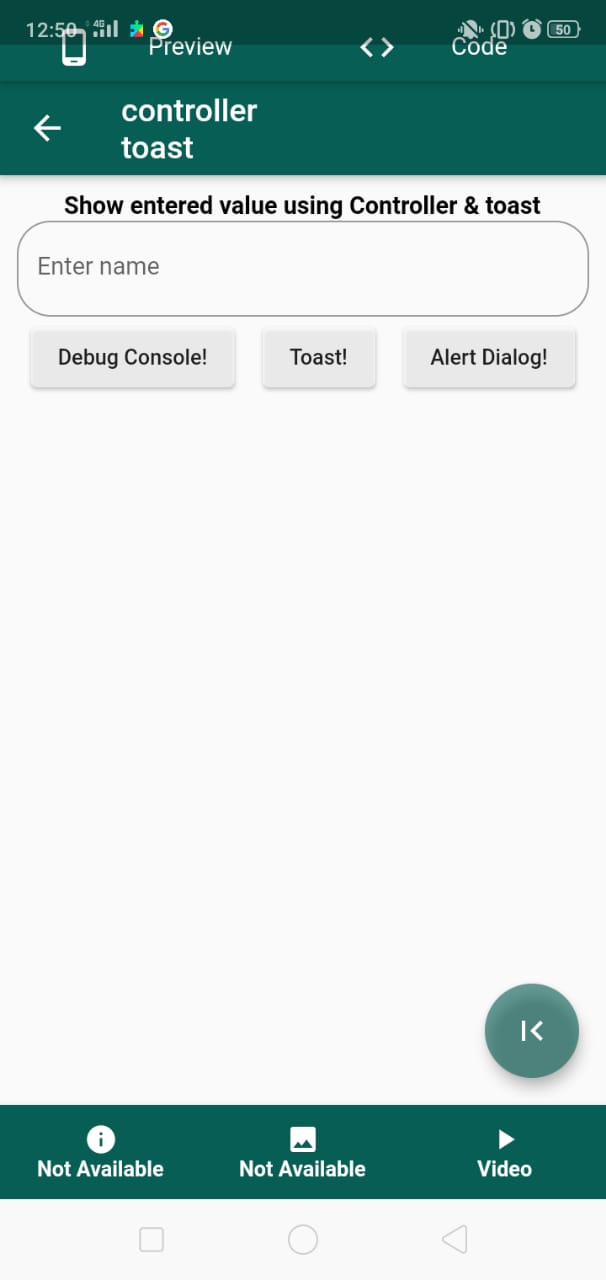 12:50 4G 50
Preview Code
controller
toast
Show entered value using Controller & toast
Enter name
Debug Console! Toast! Alert Dialog!
Not Available Not Available Video